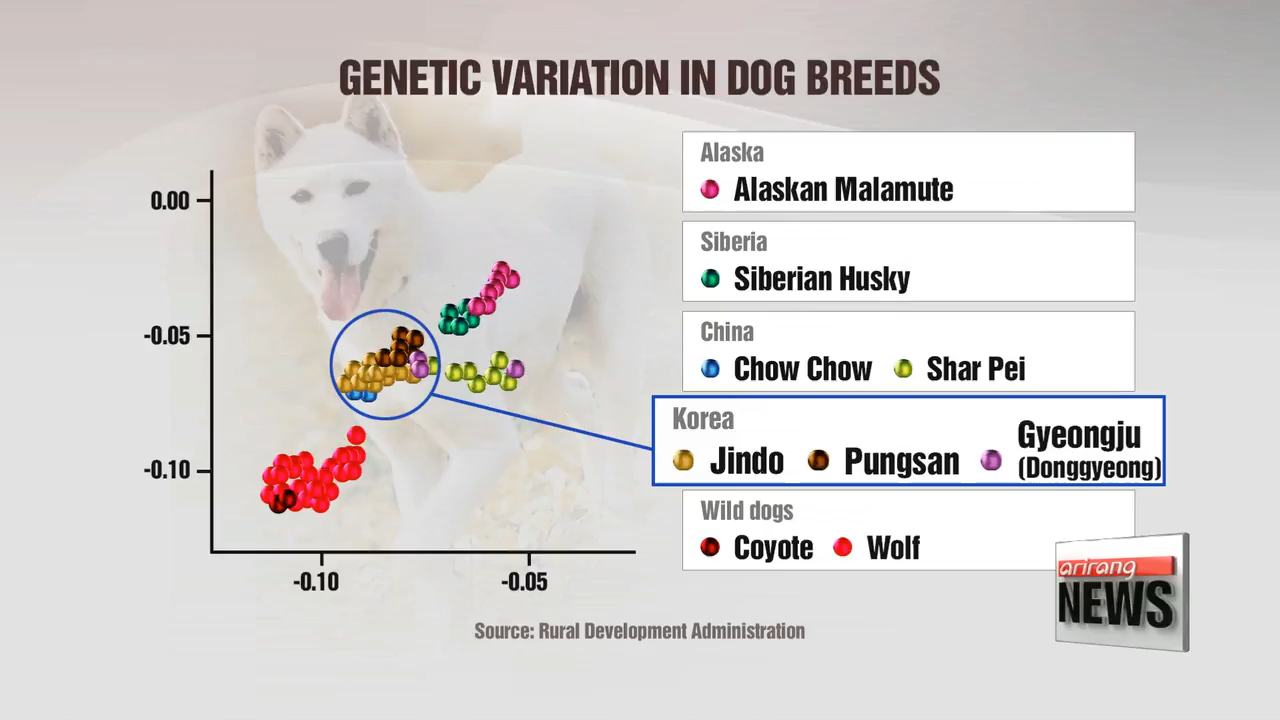 GENETIC VARIATION IN DOG BREEDS
0.00
-0.05
-0.10
-0.10
-0.05
Alaska
Alaskan Malamute
Siberia
Siberian Husky
China
Chow Chow Shar Pei
Korea
Jindo Pungsan Gyeongju
(Donggyeong)
Wild dogs
Coyote Wolf
Source: Rural Development Administration
arirang
NEWS